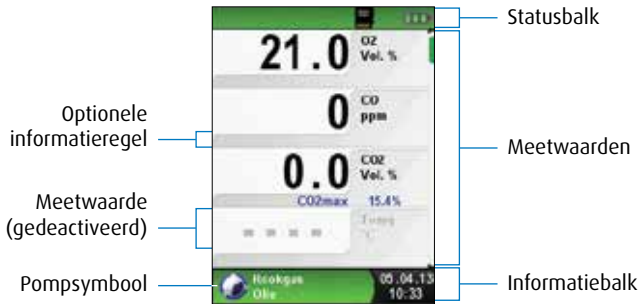 Statusbalk
21.0 O2 Vol. %
0 CO ppm
Optionele informatieregel
0.0 CO2 Vol. %
CO2max 15.4%
Meetwaarden
Meetwaarde (gedeactiveerd)
- - - -
°C
Pompsymbool
Rookgas
Olie
05.04.13
10:33
Informatiebalk